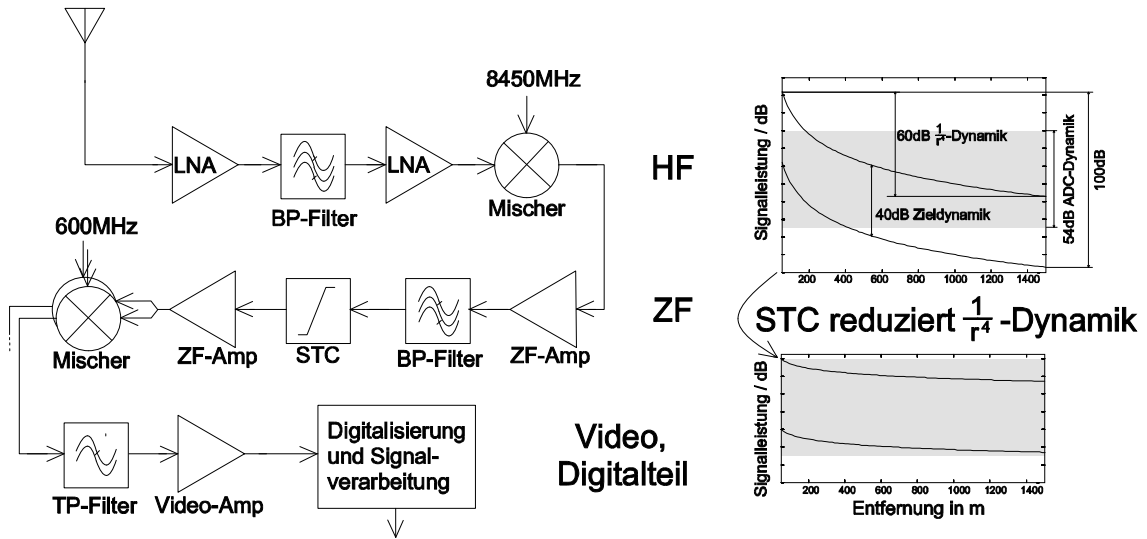 8450MHz
LNA
LNA
BP-Filter
Mischer
HF
600MHz
Mischer
ZF-Amp
STC
BP-Filter
ZF-Amp
ZF
TP-Filter
Video-Amp
Digitalisierung
und Signal-
verarbeitung
Video,
Digitalteil
Signalleistung / dB
60dB 1/r⁴-Dynamik
40dB Zieldynamik
54dB ADC-Dynamik
100dB
200 400 600 800 1000 1200 1400
STC reduziert 1/r⁴ -Dynamik
Signalleistung / dB
200 400 600 800 1000 1200 1400
Entfernung in m